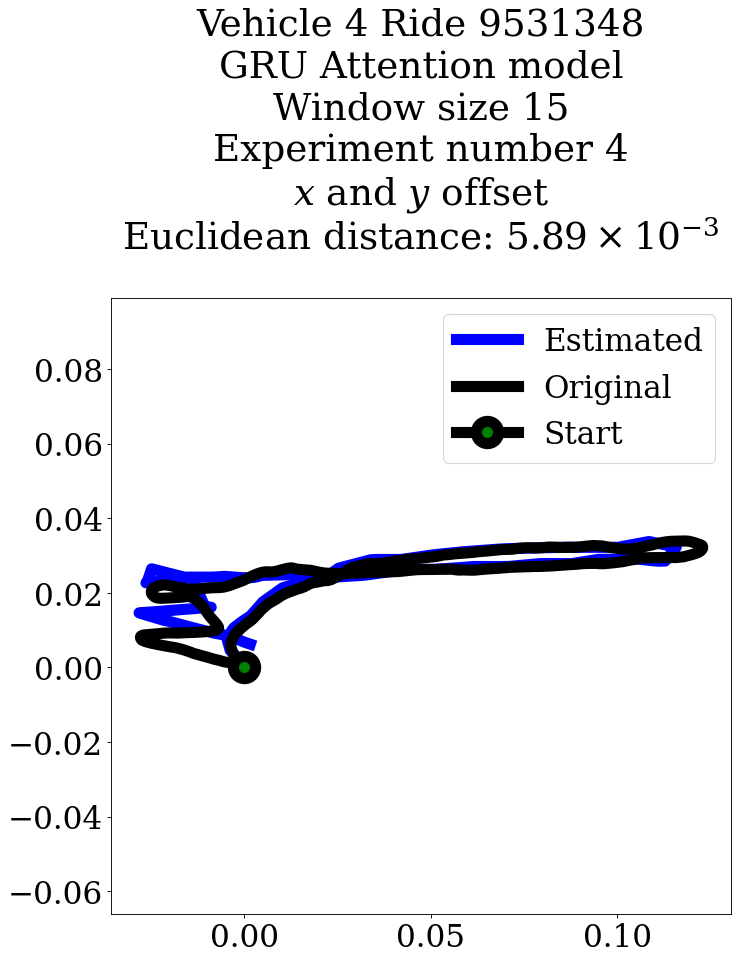 Vehicle 4 Ride 9531348
GRU Attention model
Window size 15
Experiment number 4
x and y offset
Euclidean distance: 5.89 × 10⁻³
Estimated
Original
Start
0.08
0.06
0.04
0.02
0.00
−0.02
−0.04
−0.06
0.00 0.05 0.10